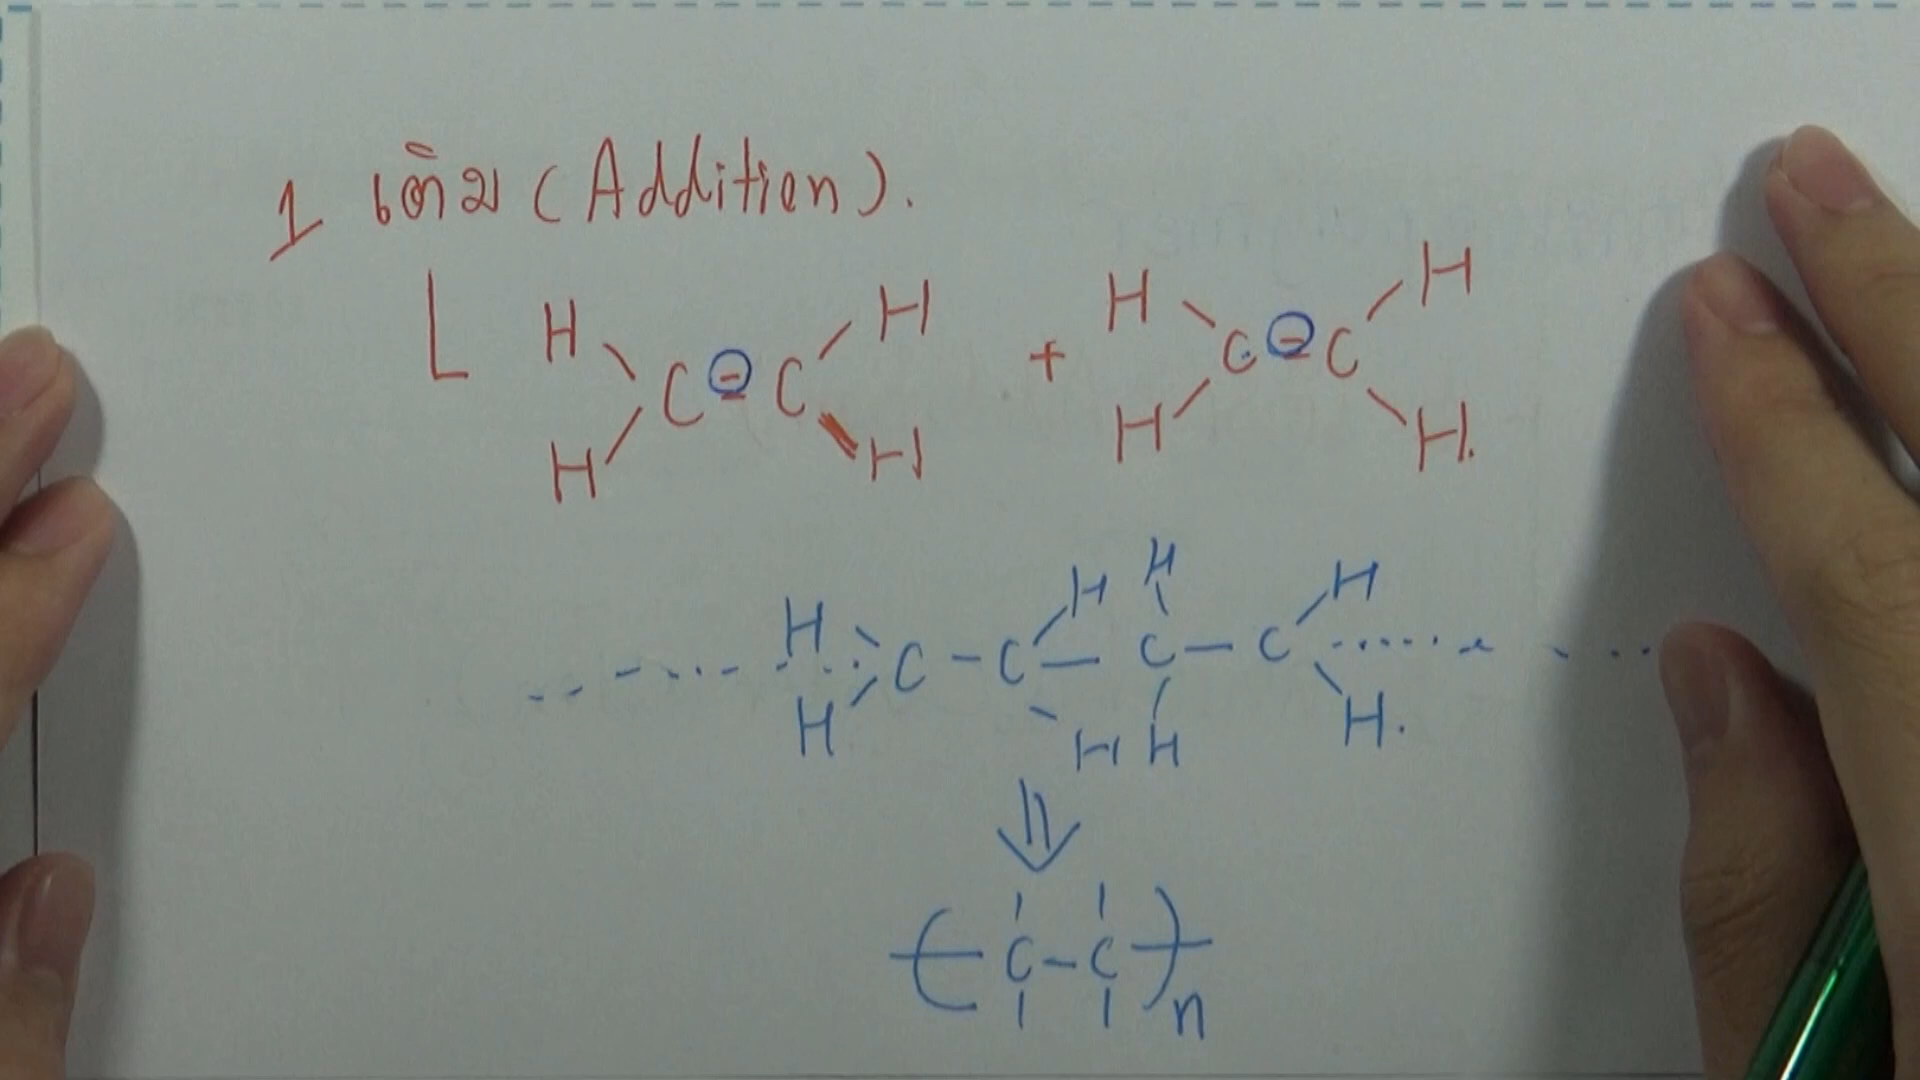 1 เติม (Addition).
H H + H H
C = C C = C
H H H H.
H H H H
C - C - C - C
H H H H.
( C - C ) n